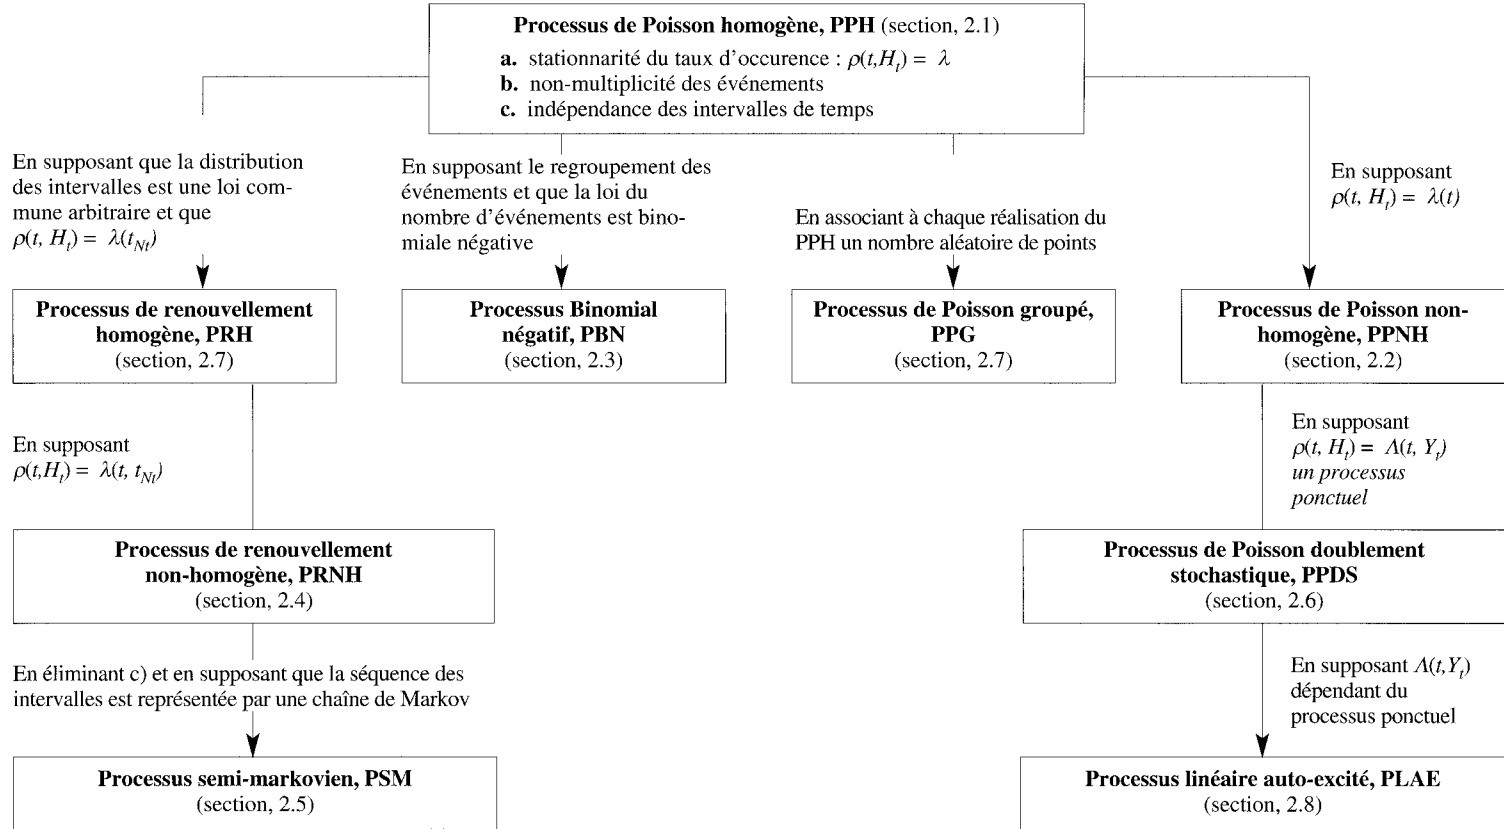 Processus de Poisson homogène, PPH (section, 2.1)
a. stationnarité du taux d'occurence : ρ(t,Ht) = λ
b. non-multiplicité des événements
c. indépendance des intervalles de temps
En supposant que la distribution
des intervalles est une loi com-
mune arbitraire et que
ρ(t, Ht) = λ(tNt)
En supposant le regroupement des
événements et que la loi du
nombre d'événements est bino-
miale négative
En associant à chaque réalisation du
PPH un nombre aléatoire de points
En supposant
ρ(t, Ht) = λ(t)
Processus de renouvellement
homogène, PRH
(section, 2.7)
Processus Binomial
négatif, PBN
(section, 2.3)
Processus de Poisson groupé,
PPG
(section, 2.7)
Processus de Poisson non-
homogène, PPNH
(section, 2.2)
En supposant
ρ(t,Ht) = λ(t, tNt)
En supposant
ρ(t, Ht) = Λ(t, Yt)
un processus
ponctuel
Processus de renouvellement
non-homogène, PRNH
(section, 2.4)
Processus de Poisson doublement
stochastique, PPDS
(section, 2.6)
En éliminant c) et en supposant que la séquence des
intervalles est représentée par une chaîne de Markov
En supposant Λ(t,Yt)
dépendant du
processus ponctuel
Processus semi-markovien, PSM
(section, 2.5)
Processus linéaire auto-excité, PLAE
(section, 2.8)